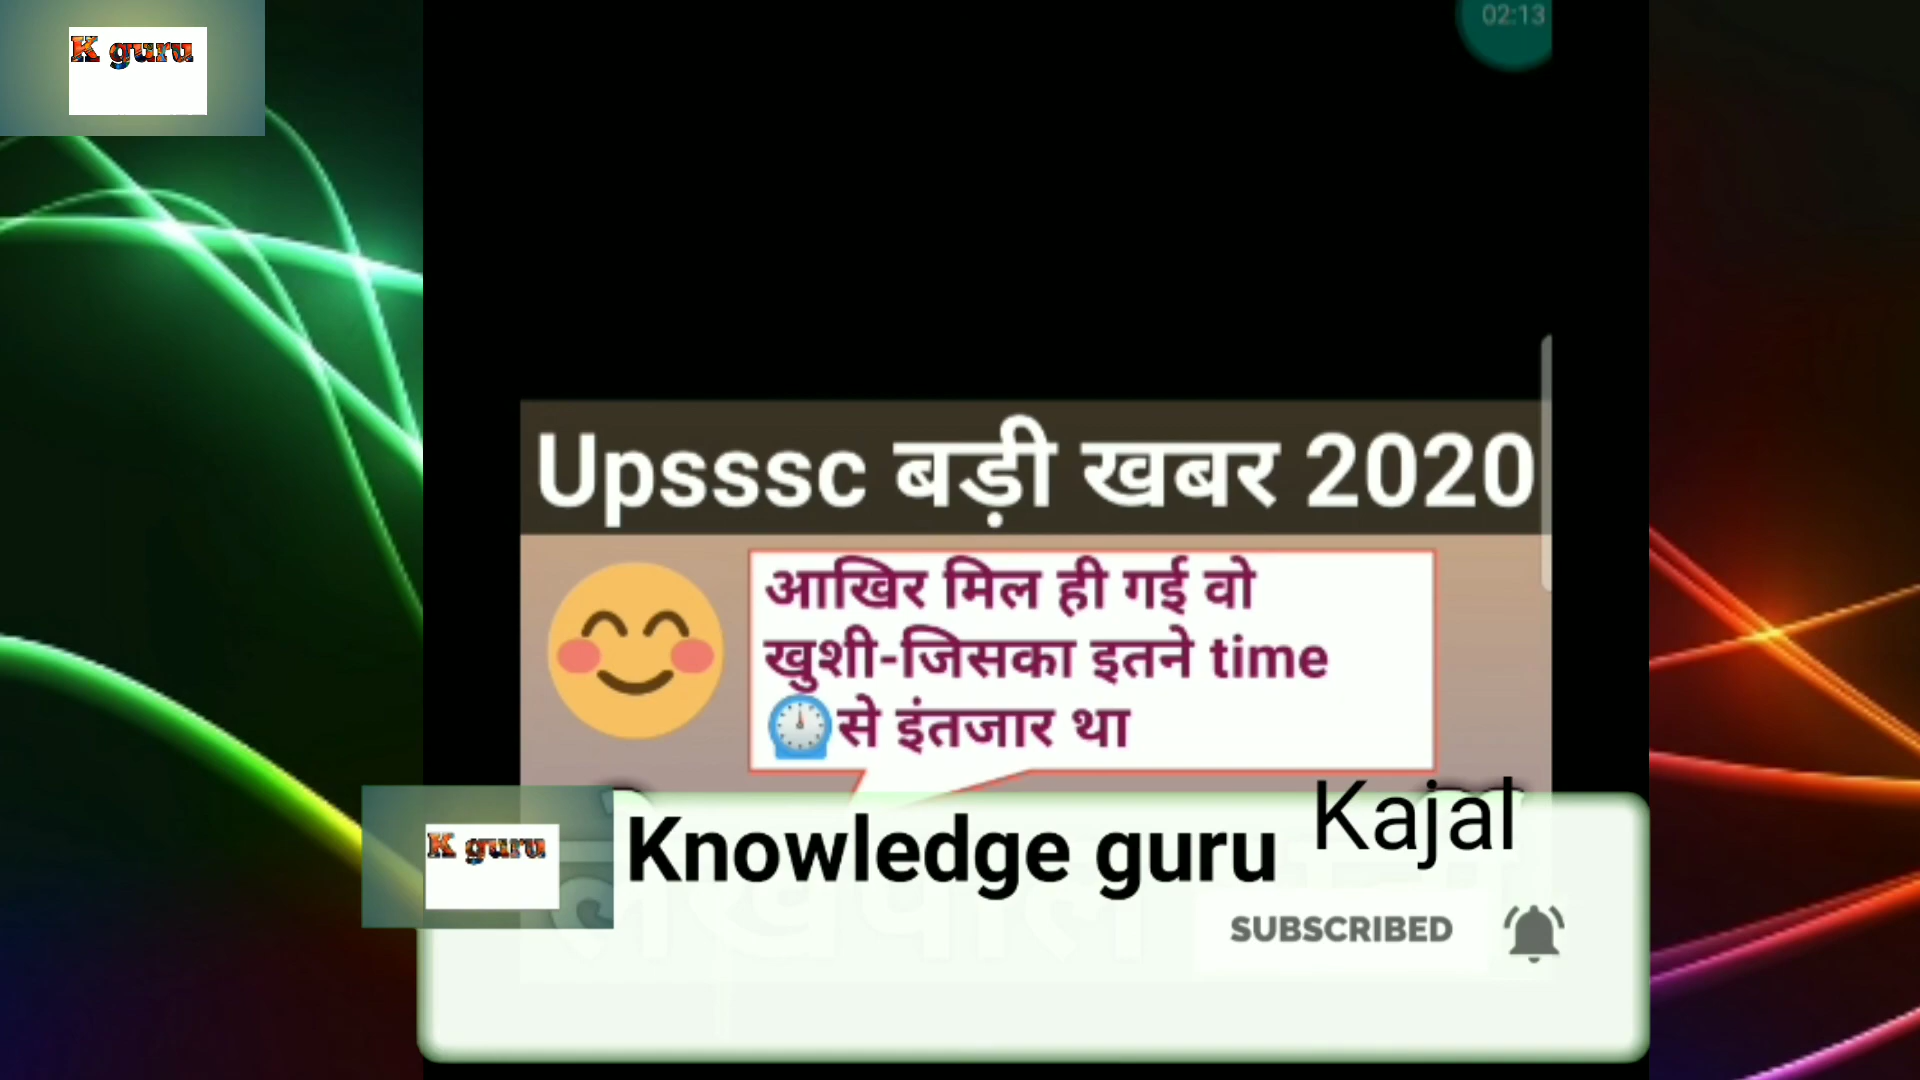 K guru
02:13
Upsssc बड़ी खबर 2020
आखिर मिल ही गई वो
खुशी-जिसका इतने time
से इंतजार था
K guru
Knowledge guru
Kajal
SUBSCRIBED